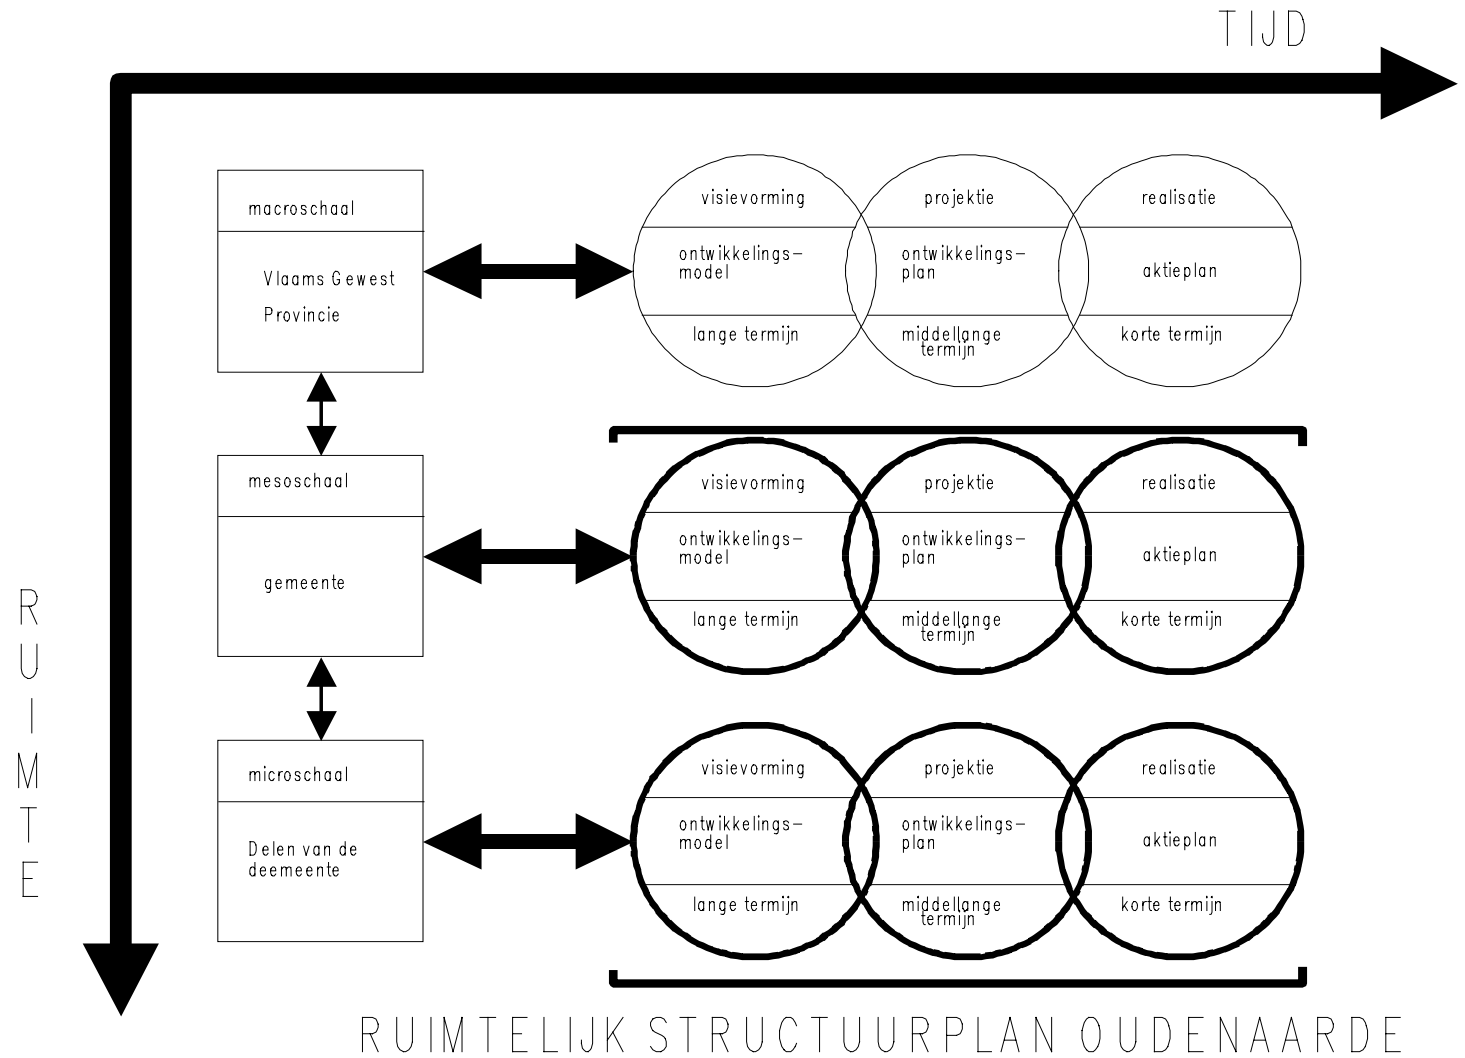 TIJD
macroschaal
Vlaams Gewest
Provincie
visievorming
ontwikkelings-
model
lange termijn
projektie
ontwikkelings-
plan
middellange
termijn
realisatie
aktieplan
korte termijn
mesoschaal
gemeente
visievorming
ontwikkelings-
model
lange termijn
projektie
ontwikkelings-
plan
middellange
termijn
realisatie
aktieplan
korte termijn
microschaal
Delen van de
deemeente
visievorming
ontwikkelings-
model
lange termijn
projektie
ontwikkelings-
plan
middellange
termijn
realisatie
aktieplan
korte termijn
RUIMTE
RUIMTELIJK STRUCTUURPLAN OUDENAARDE